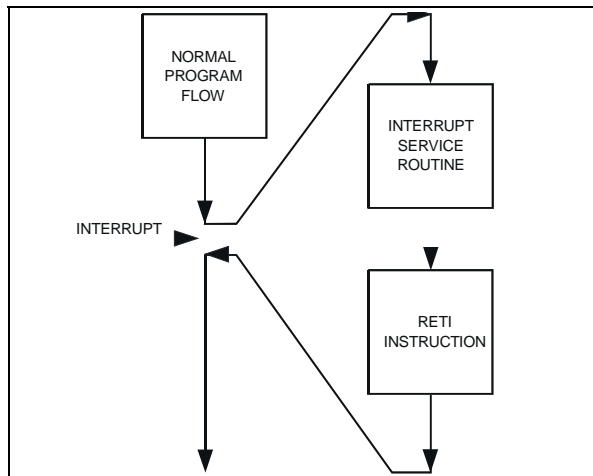 NORMAL
PROGRAM
FLOW
INTERRUPT
SERVICE
ROUTINE
INTERRUPT
RETI
INSTRUCTION